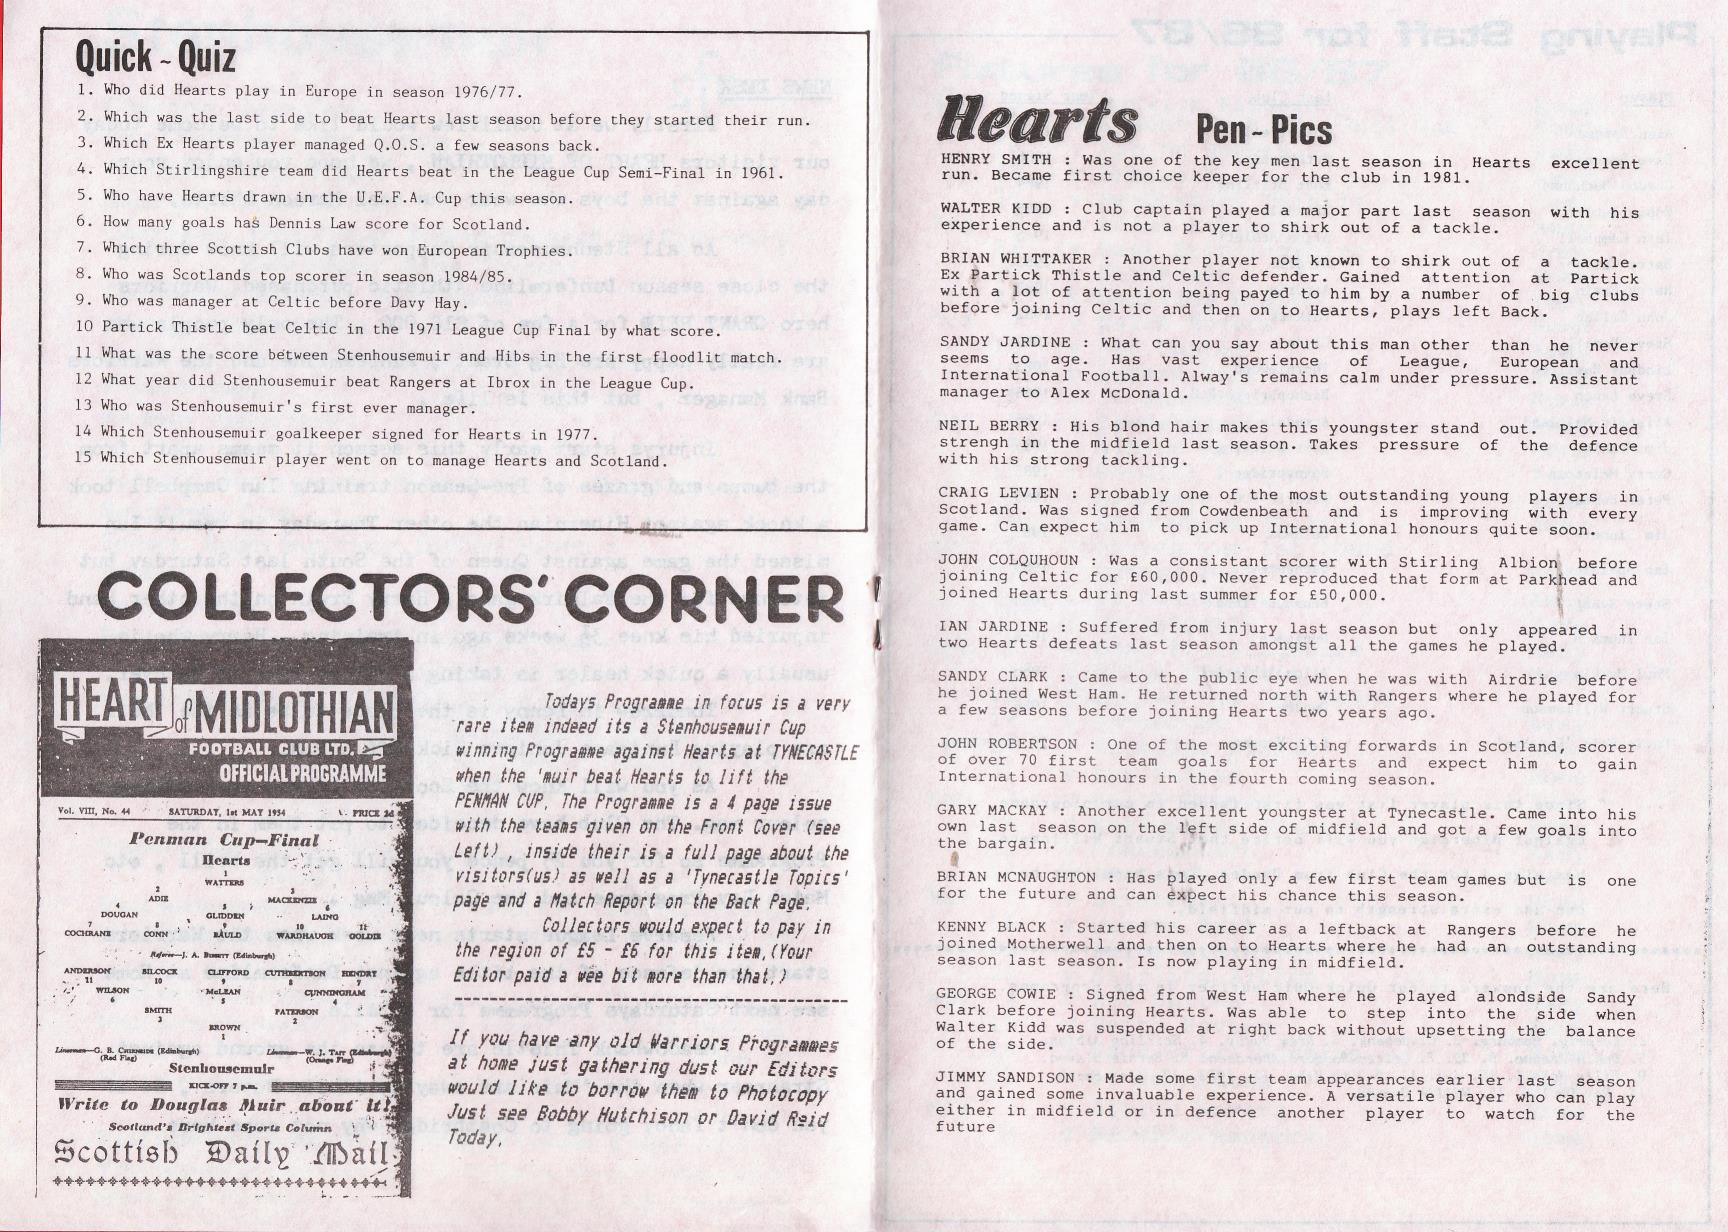 Quick - Quiz
1. Who did Hearts play in Europe in season 1976/77.
2. Which was the last side to beat Hearts last season before they started their run.
3. Which Ex Hearts player managed Q.O.S. a few seasons back.
4. Which Stirlingshire team did Hearts beat in the League Cup Semi-Final in 1961.
5. Who have Hearts drawn in the U.E.F.A. Cup this season.
6. How many goals has Dennis Law score for Scotland.
7. Which three Scottish Clubs have won European Trophies.
8. Who was Scotlands top scorer in season 1984/85.
9. Who was manager at Celtic before Davy Hay.
10 Partick Thistle beat Celtic in the 1971 League Cup Final by what score.
11 What was the score between Stenhousemuir and Hibs in the first floodlit match.
12 What year did Stenhousemuir beat Rangers at Ibrox in the League Cup.
13 Who was Stenhousemuir's first ever manager.
14 Which Stenhousemuir goalkeeper signed for Hearts in 1977.
15 Which Stenhousemuir player went on to manage Hearts and Scotland.
COLLECTORS' CORNER
HEART of MIDLOTHIAN
FOOTBALL CLUB LTD.
OFFICIAL PROGRAMME
Vol. VIII, No. 44 SATURDAY, 1st MAY 1954 PRICE 2d
Penman Cup—Final
Hearts
1
WATTERS
2 3
ADIE MACKENZIE
4 5 6
DOUGAN GLIDDEN LAING
7 8 9 10 11
COCHRANE CONN BAULD WARDHAUGH GOLDIE
Referee—J. A. (Edinburgh)
ANDERSON SILCOCK CLIFFORD CUTHBERTSON HENDRY
11 10 9 8 7
WILSON McLEAN CUNNINGHAM
6 5 4
SMITH PATERSON
3 2
BROWN
1
Linesman—G. B. (Edinburgh) Linesman—W. J. (Edinburgh)
(Red Flag) (Orange Flag)
Stenhousemuir
KICK-OFF 7 p.m.
Write to Douglas Muir about it!
Scotland's Brightest Sports Column
Scottish Daily Mail
Todays Programme in focus is a very
rare item indeed its a Stenhousemuir Cup
winning Programme against Hearts at TYNECASTLE
when the 'muir beat Hearts to lift the
PENMAN CUP. The Programme is a 4 page issue
with the teams given on the Front Cover (see
Left) , inside their is a full page about the
visitors(us) as well as a 'Tynecastle Topics'
page and a Match Report on the Back Page.
Collectors would expect to pay in
the region of £5 - £6 for this item.(Your
Editor paid a wee bit more than that.)
If you have any old Warriors Programmes
at home just gathering dust our Editors
would like to borrow them to Photocopy
Just see Bobby Hutchison or David Reid
Today.
Hearts Pen - Pics
HENRY SMITH : Was one of the key men last season in Hearts excellent
run. Became first choice keeper for the club in 1981.
WALTER KIDD : Club captain played a major part last season with his
experience and is not a player to shirk out of a tackle.
BRIAN WHITTAKER : Another player not known to shirk out of a tackle.
Ex Partick Thistle and Celtic defender. Gained attention at Partick
with a lot of attention being payed to him by a number of big clubs
before joining Celtic and then on to Hearts, plays left Back.
SANDY JARDINE : What can you say about this man other than he never
seems to age. Has vast experience of League, European and
International Football. Alway's remains calm under pressure. Assistant
manager to Alex McDonald.
NEIL BERRY : His blond hair makes this youngster stand out. Provided
strengh in the midfield last season. Takes pressure of the defence
with his strong tackling.
CRAIG LEVIEN : Probably one of the most outstanding young players in
Scotland. Was signed from Cowdenbeath and is improving with every
game. Can expect him to pick up International honours quite soon.
JOHN COLQUHOUN : Was a consistant scorer with Stirling Albion before
joining Celtic for £60,000. Never reproduced that form at Parkhead and
joined Hearts during last summer for £50,000.
IAN JARDINE : Suffered from injury last season but only appeared in
two Hearts defeats last season amongst all the games he played.
SANDY CLARK : Came to the public eye when he was with Airdrie before
he joined West Ham. He returned north with Rangers where he played for
a few seasons before joining Hearts two years ago.
JOHN ROBERTSON : One of the most exciting forwards in Scotland, scorer
of over 70 first team goals for Hearts and expect him to gain
International honours in the fourth coming season.
GARY MACKAY : Another excellent youngster at Tynecastle. Came into his
own last season on the left side of midfield and got a few goals into
the bargain.
BRIAN MCNAUGHTON : Has played only a few first team games but is one
for the future and can expect his chance this season.
KENNY BLACK : Started his career as a leftback at Rangers before he
joined Motherwell and then on to Hearts where he had an outstanding
season last season. Is now playing in midfield.
GEORGE COWIE : Signed from West Ham where he played alondside Sandy
Clark before joining Hearts. Was able to step into the side when
Walter Kidd was suspended at right back without upsetting the balance
of the side.
JIMMY SANDISON : Made some first team appearances earlier last season
and gained some invaluable experience. A versatile player who can play
either in midfield or in defence another player to watch for the
future